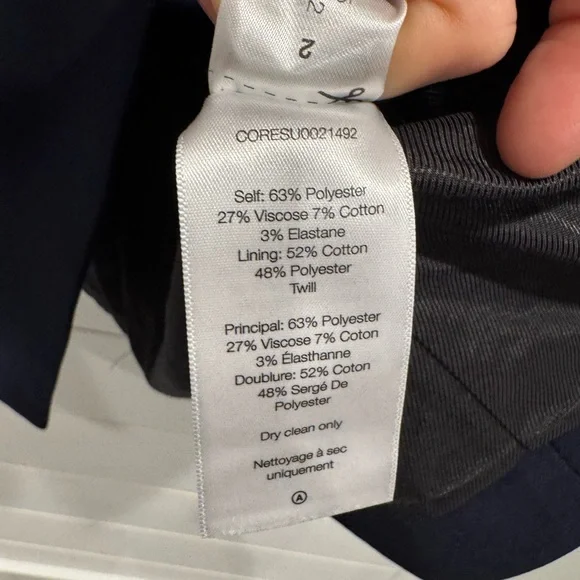 2
CORESU0021492
Self: 63% Polyester
27% Viscose 7% Cotton
3% Elastane
Lining: 52% Cotton
48% Polyester
Twill
Principal: 63% Polyester
27% Viscose 7% Coton
3% Élasthanne
Doublure: 52% Coton
48% Sergé De
Polyester
Dry clean only
Nettoyage à sec
uniquement
A